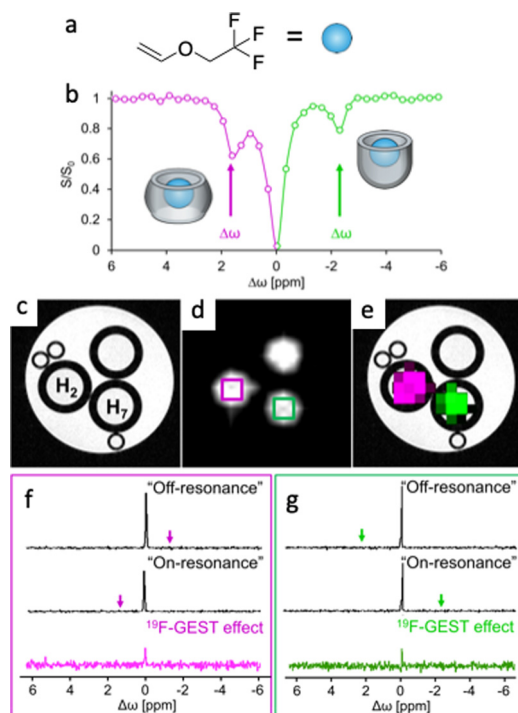 a
O
F
F
F
=
b
S/S₀
1
0.8
0.6
0.4
0.2
0
Δω
Δω
6 4 2 0 -2 -4 -6
Δω [ppm]
c
H₂
H₇
d
e
f
"Off-resonance"
"On-resonance"
¹⁹F-GEST effect
6 4 2 0 -2 -4 -6
Δω [ppm]
g
"Off-resonance"
"On-resonance"
¹⁹F-GEST effect
6 4 2 0 -2 -4 -6
Δω [ppm]